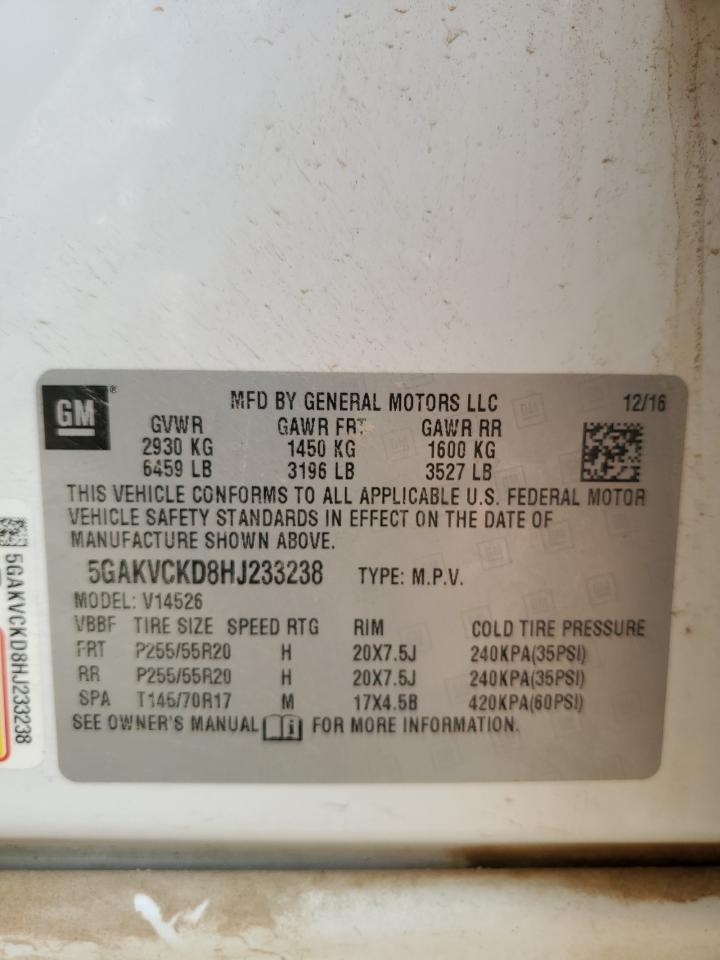 GM®
MFD BY GENERAL MOTORS LLC 12/16
GVWR GAWR FRT GAWR RR
2930 KG 1450 KG 1600 KG
6459 LB 3196 LB 3527 LB
THIS VEHICLE CONFORMS TO ALL APPLICABLE U.S. FEDERAL MOTOR
VEHICLE SAFETY STANDARDS IN EFFECT ON THE DATE OF
MANUFACTURE SHOWN ABOVE.
5GAKVCKD8HJ233238 TYPE: M.P.V.
MODEL: V14526
VBBF TIRE SIZE SPEED RTG RIM COLD TIRE PRESSURE
FRT P255/55R20 H 20X7.5J 240KPA(35PSI)
RR P255/55R20 H 20X7.5J 240KPA(35PSI)
SPA T145/70R17 M 17X4.5B 420KPA(60PSI)
SEE OWNER'S MANUAL i FOR MORE INFORMATION.
5GAKVCKD8HJ233238